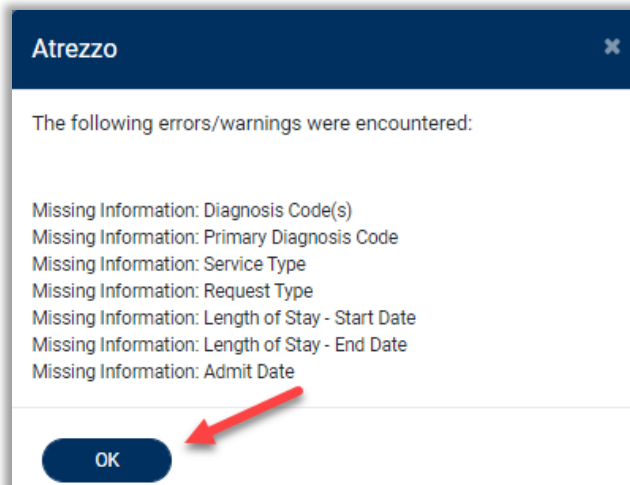 Atrezzo
The following errors/warnings were encountered:
Missing Information: Diagnosis Code(s)
Missing Information: Primary Diagnosis Code
Missing Information: Service Type
Missing Information: Request Type
Missing Information: Length of Stay - Start Date
Missing Information: Length of Stay - End Date
Missing Information: Admit Date
OK